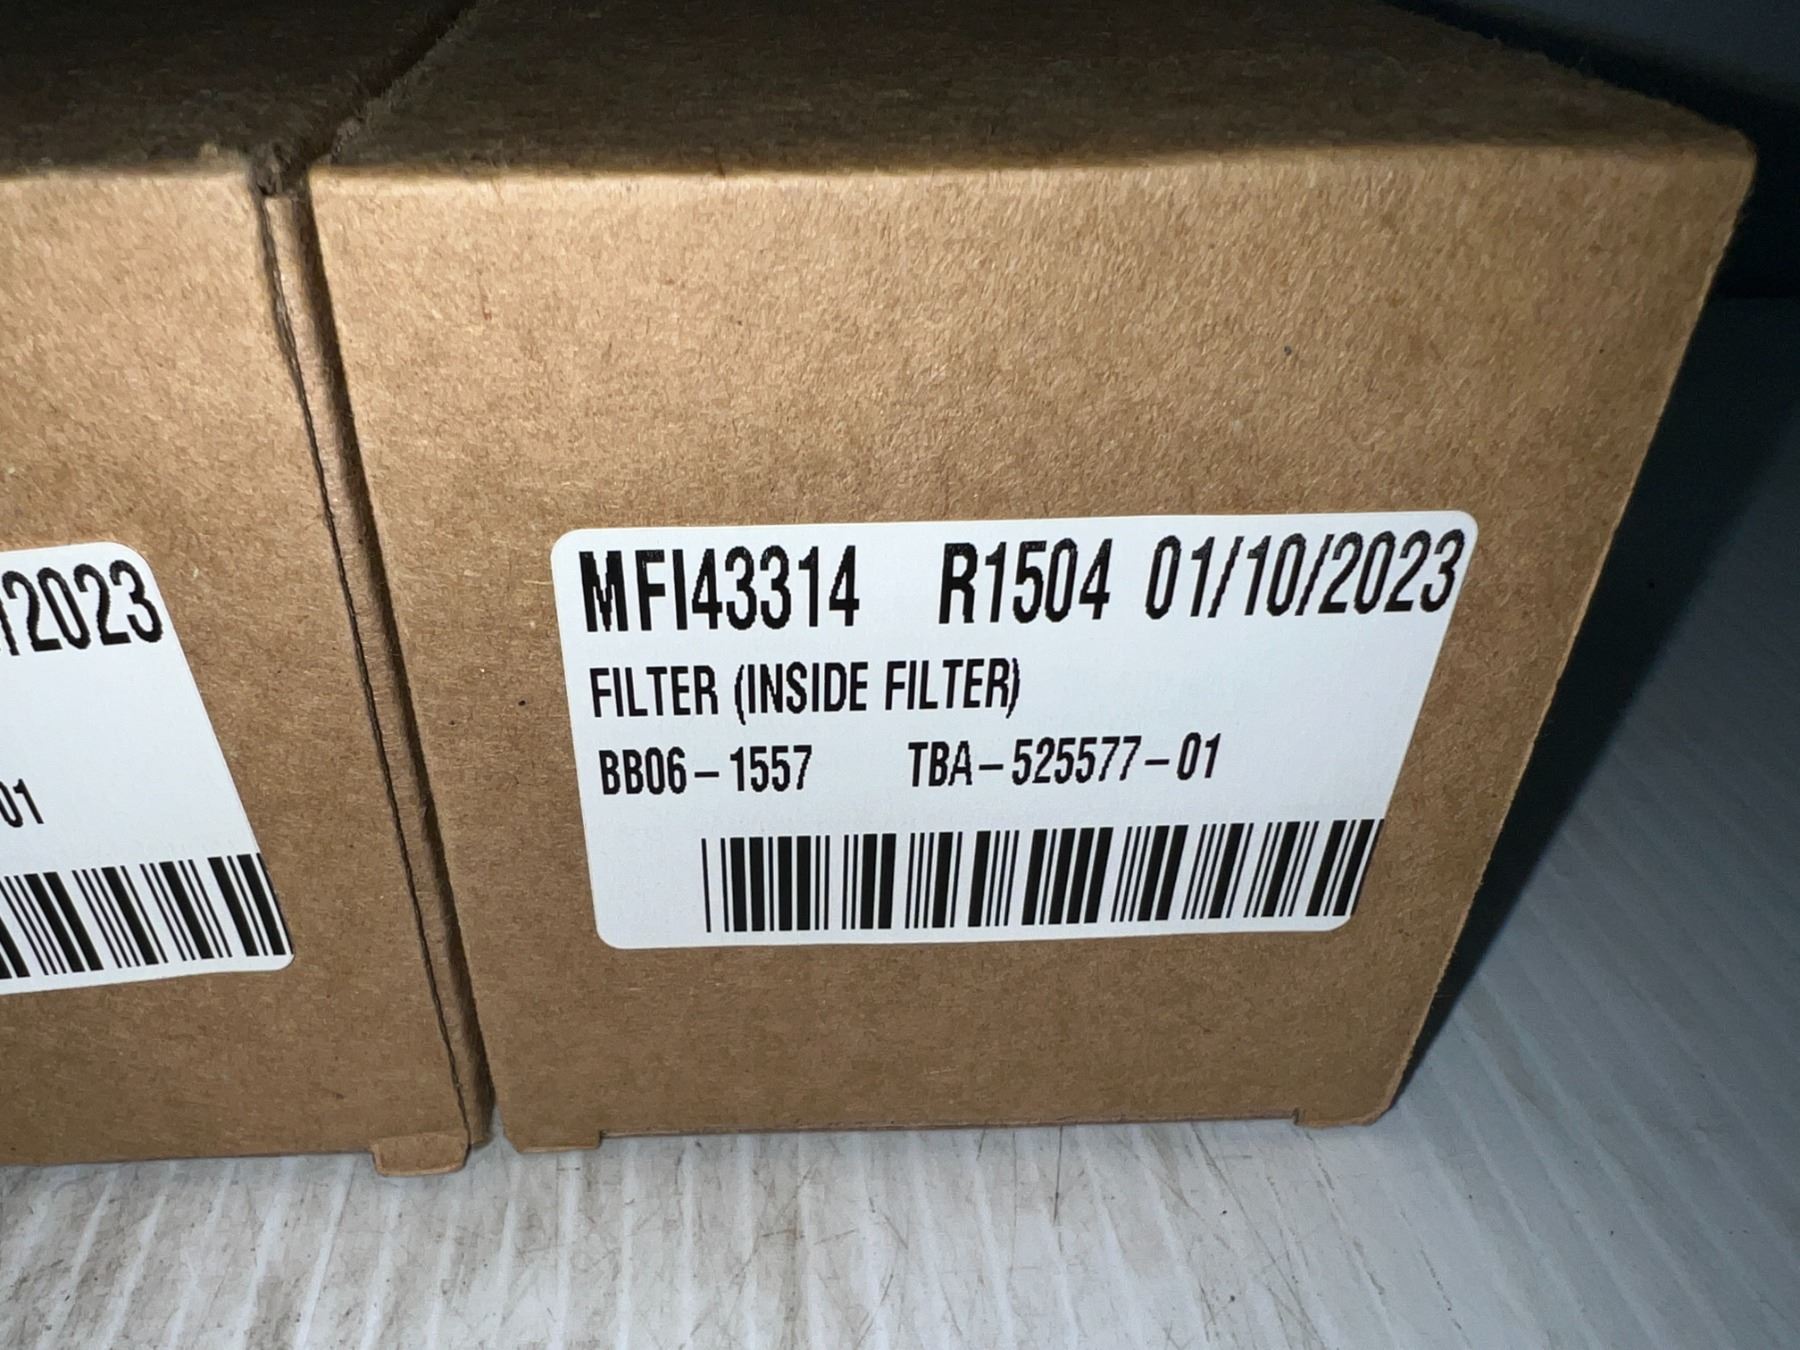 MFI43314 R1504 01/10/2023
FILTER (INSIDE FILTER)
BB06-1557 TBA-525577-01
/2023
01